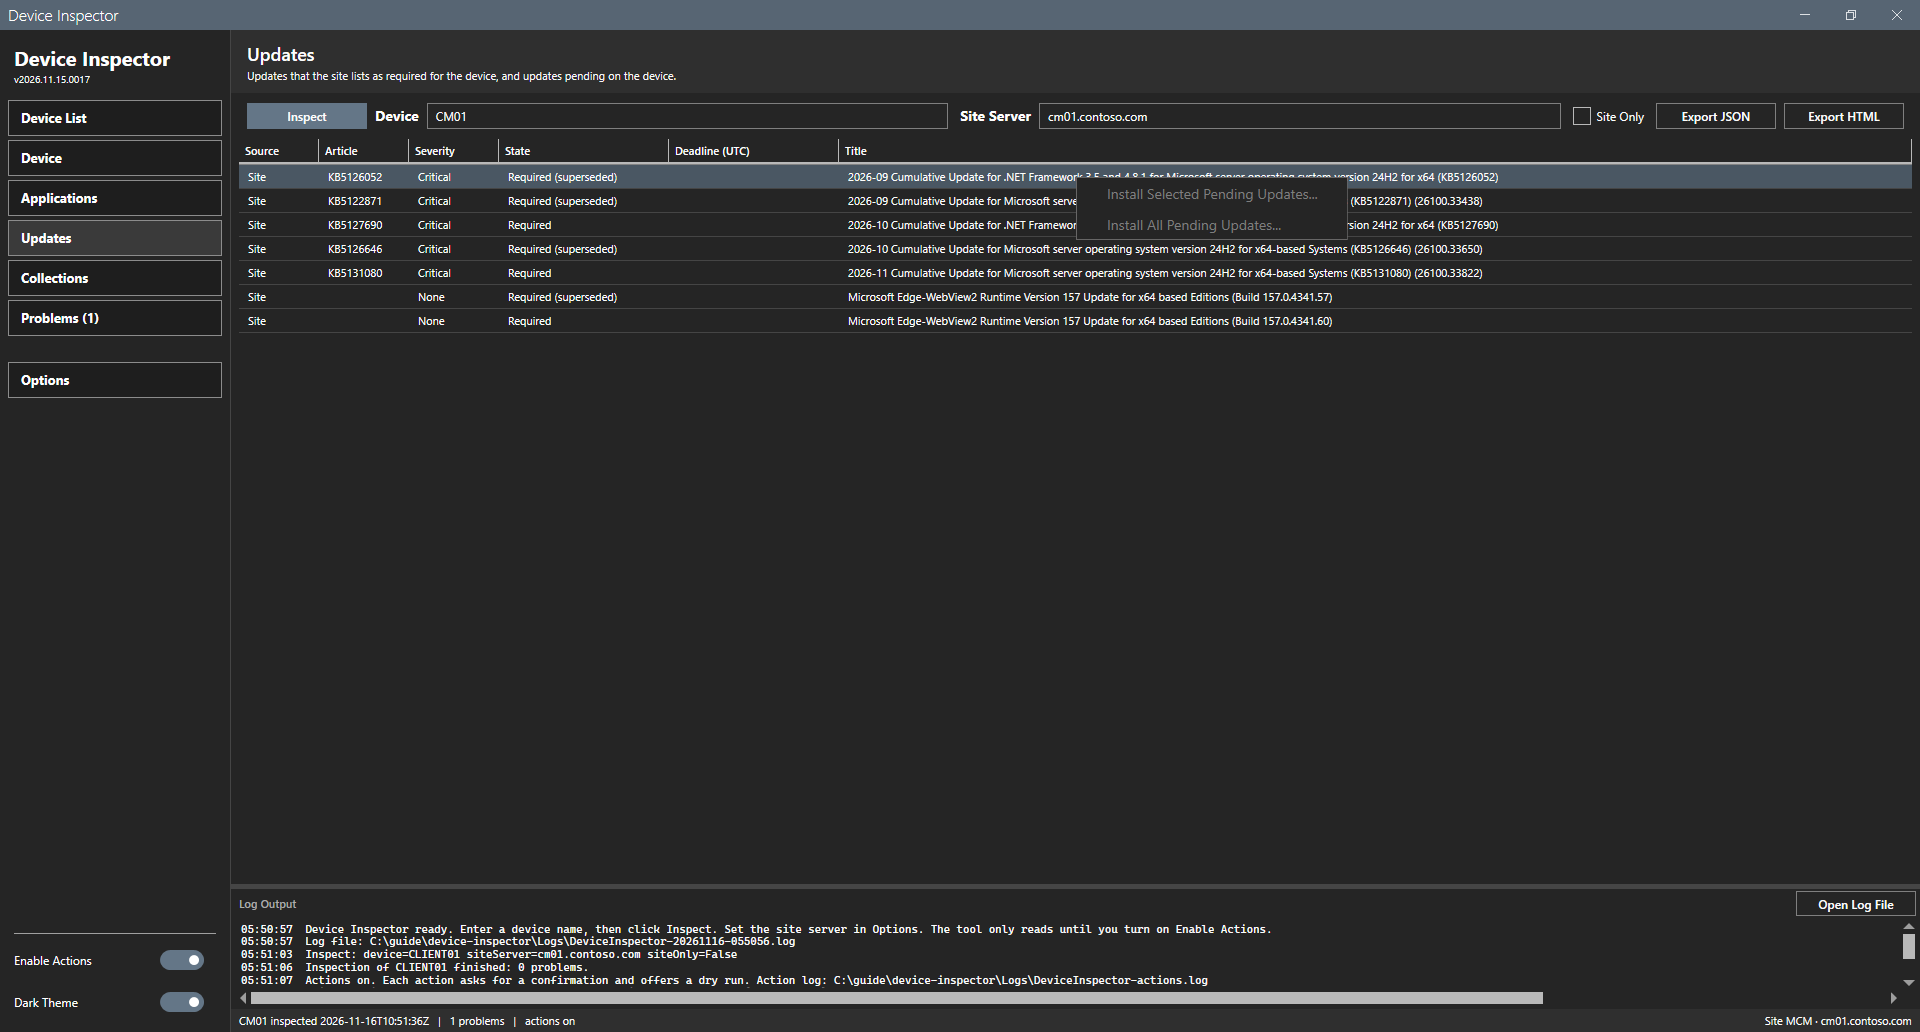 Device Inspector
Device Inspector
v2026.11.15.0017
Device List
Device
Applications
Updates
Collections
Problems (1)
Options
Enable Actions
Dark Theme
Updates
Updates that the site lists as required for the device, and updates pending on the device.
Inspect Device CM01 Site Server cm01.contoso.com Site Only Export JSON Export HTML
Source Article Severity State Deadline (UTC) Title
Site KB5126052 Critical Required (superseded) 2026-09 Cumulative Update for .NET Framework 3.5 and 4.8.1 for Microsoft server operating system version 24H2 for x64 (KB5126052)
Site KB5122871 Critical Required (superseded) 2026-09 Cumulative Update for Microsoft serve (KB5122871) (26100.33438)
Site KB5127690 Critical Required 2026-10 Cumulative Update for .NET Framewor sion 24H2 for x64 (KB5127690)
Site KB5126646 Critical Required (superseded) 2026-10 Cumulative Update for Microsoft server operating system version 24H2 for x64-based Systems (KB5126646) (26100.33650)
Site KB5131080 Critical Required 2026-11 Cumulative Update for Microsoft server operating system version 24H2 for x64-based Systems (KB5131080) (26100.33822)
Site None Required (superseded) Microsoft Edge-WebView2 Runtime Version 157 Update for x64 based Editions (Build 157.0.4341.57)
Site None Required Microsoft Edge-WebView2 Runtime Version 157 Update for x64 based Editions (Build 157.0.4341.60)
Install Selected Pending Updates...
Install All Pending Updates...
Log Output
Open Log File
05:50:57 Device Inspector ready. Enter a device name, then click Inspect. Set the site server in Options. The tool only reads until you turn on Enable Actions.
05:50:57 Log file: C:\guide\device-inspector\Logs\DeviceInspector-20261116-055056.log
05:51:03 Inspect: device=CLIENT01 siteServer=cm01.contoso.com siteOnly=False
05:51:06 Inspection of CLIENT01 finished: 0 problems.
05:51:07 Actions on. Each action asks for a confirmation and offers a dry run. Action log: C:\guide\device-inspector\Logs\DeviceInspector-actions.log
CM01 inspected 2026-11-16T10:51:36Z | 1 problems | actions on
Site MCM · cm01.contoso.com